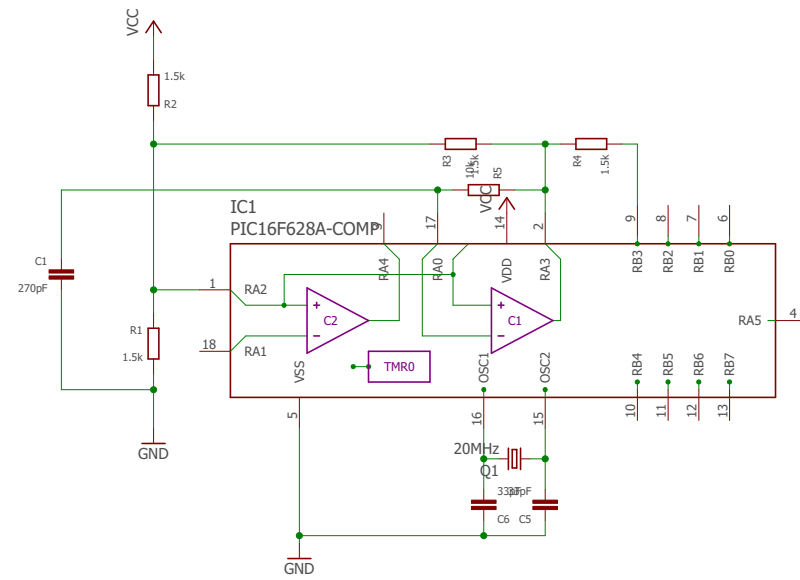 VCC
1.5k
R2
R3
10k
1.5k
R5
R4
1.5k
VCC
IC1
PIC16F628A-COMP
9
17
14
2
9
8
7
6
RA4
RA0
VDD
RA3
RB3
RB2
RB1
RB0
C1
270pF
1
RA2
+
-
C2
+
-
C1
RA5
4
R1
1.5k
18
RA1
VSS
TMR0
OSC1
OSC2
RB4
RB5
RB6
RB7
5
16
15
10
11
12
13
GND
20MHz
Q1
33pF
33pF
C6
C5
GND